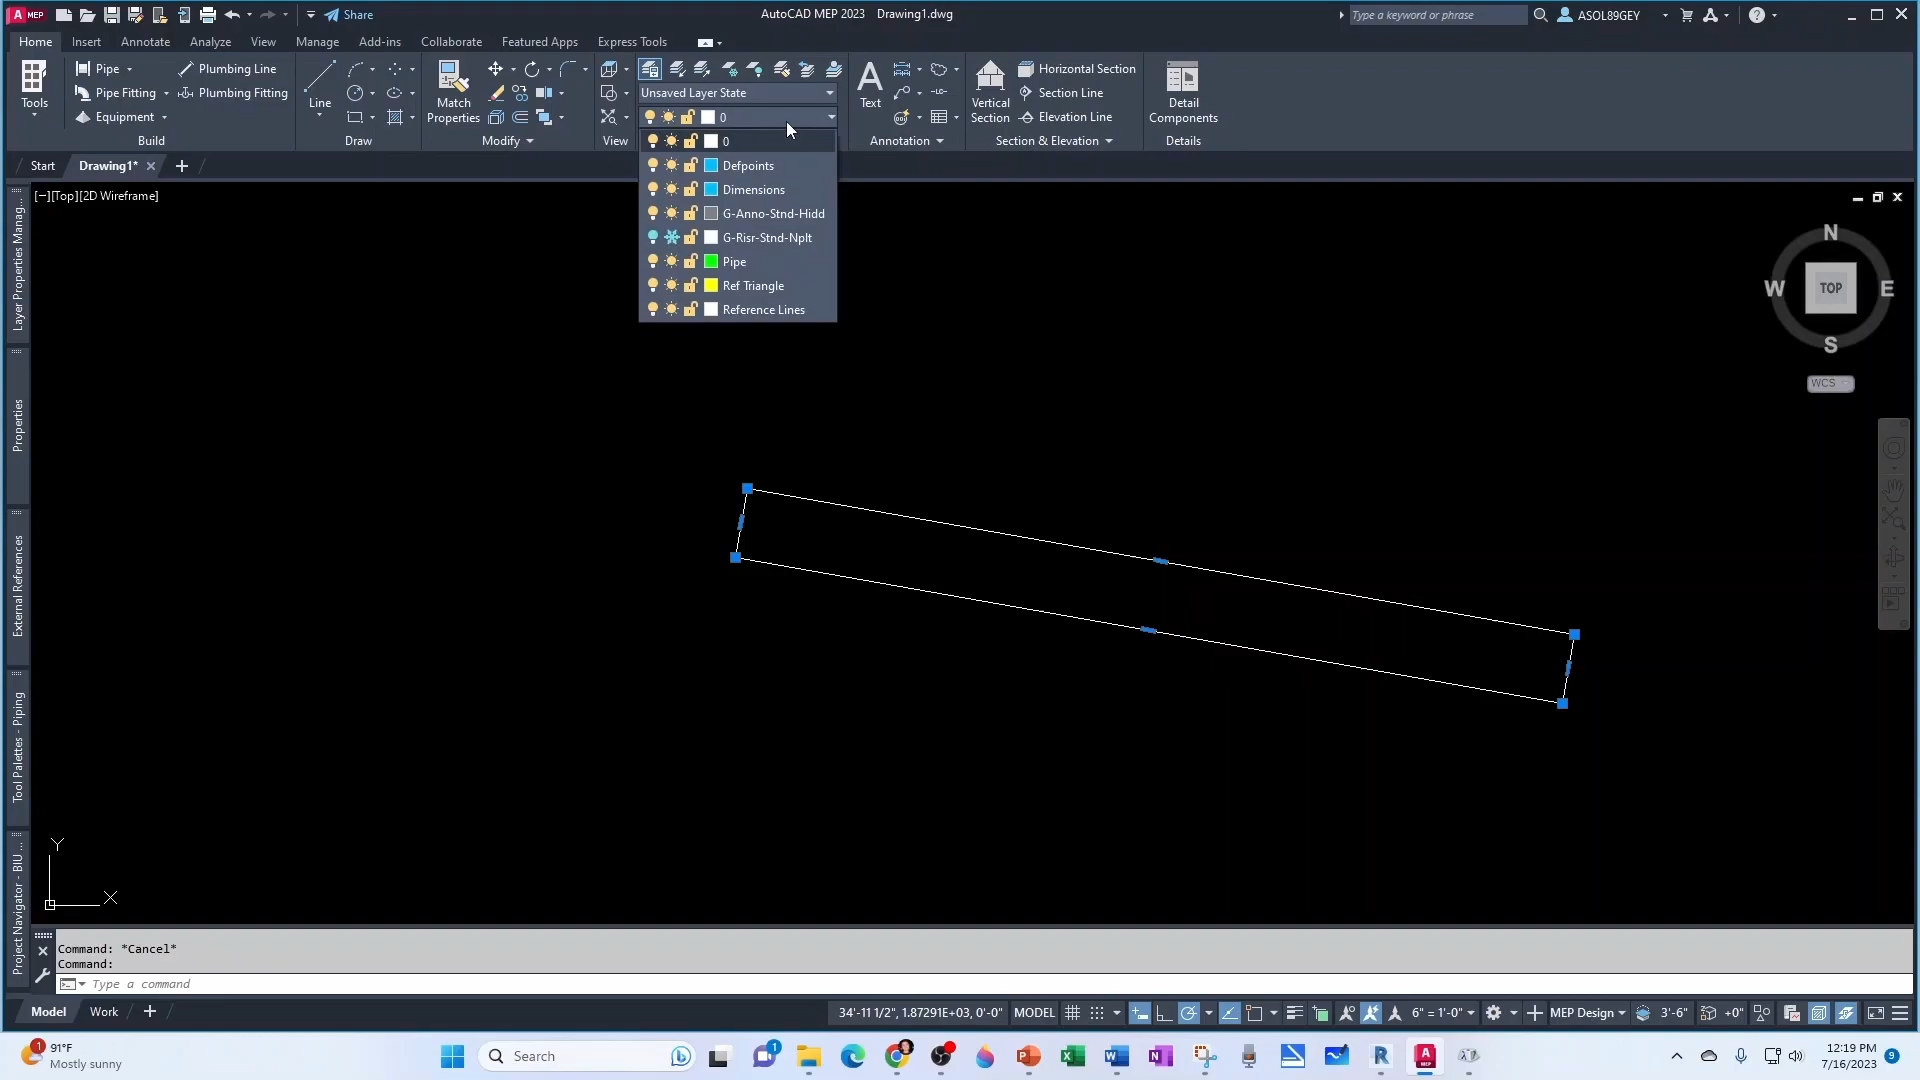 MEP
Share
AutoCAD MEP 2023 Drawing1.dwg
Type a keyword or phrase
ASOL89GEY
Home Insert Annotate Analyze View Manage Add-ins Collaborate Featured Apps Express Tools
Tools
Pipe
Plumbing Line
Pipe Fitting
Plumbing Fitting
Equipment
Build
Line
Draw
Match
Properties
Modify
View
Unsaved Layer State
0
Text
Annotation
Vertical
Section
Horizontal Section
Section Line
Elevation Line
Section & Elevation
Detail
Components
Details
Start Drawing1*
0
Defpoints
Dimensions
G-Anno-Stnd-Hidd
G-Risr-Stnd-Nplt
Pipe
Ref Triangle
Reference Lines
[−][Top][2D Wireframe]
N
W TOP E
S
WCS
Layer Properties Manag...
Properties
External References
Tool Palettes - Piping
Project Navigator - BIU ...
Y
X
Command: *Cancel*
Command:
Type a command
Model Work
34'-11 1/2", 1.87291E+03, 0'-0" MODEL 6" = 1'-0" MEP Design 3'-6" +0"
1
91°F
Mostly sunny
Search
1
12:19 PM
7/16/2023
9